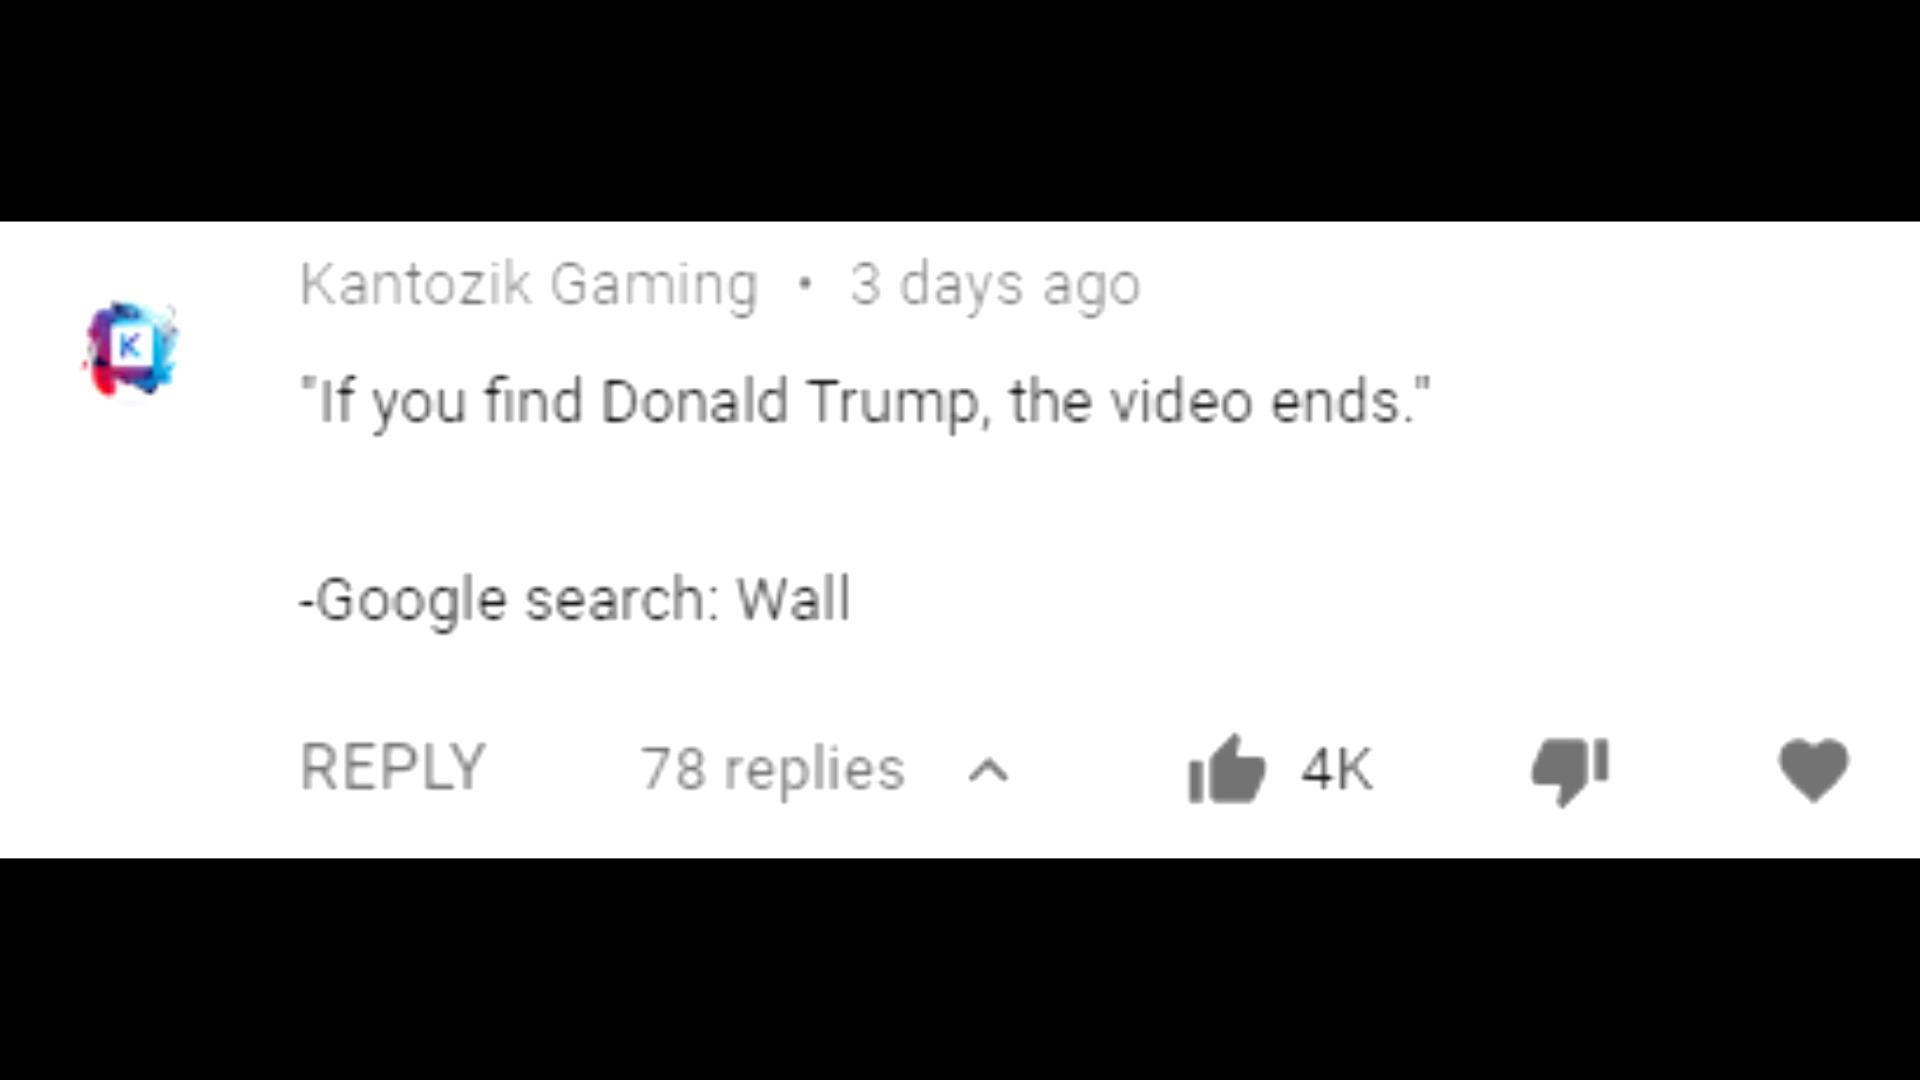 Kantozik Gaming • 3 days ago
K
"If you find Donald Trump, the video ends."
-Google search: Wall
REPLY 78 replies 4K